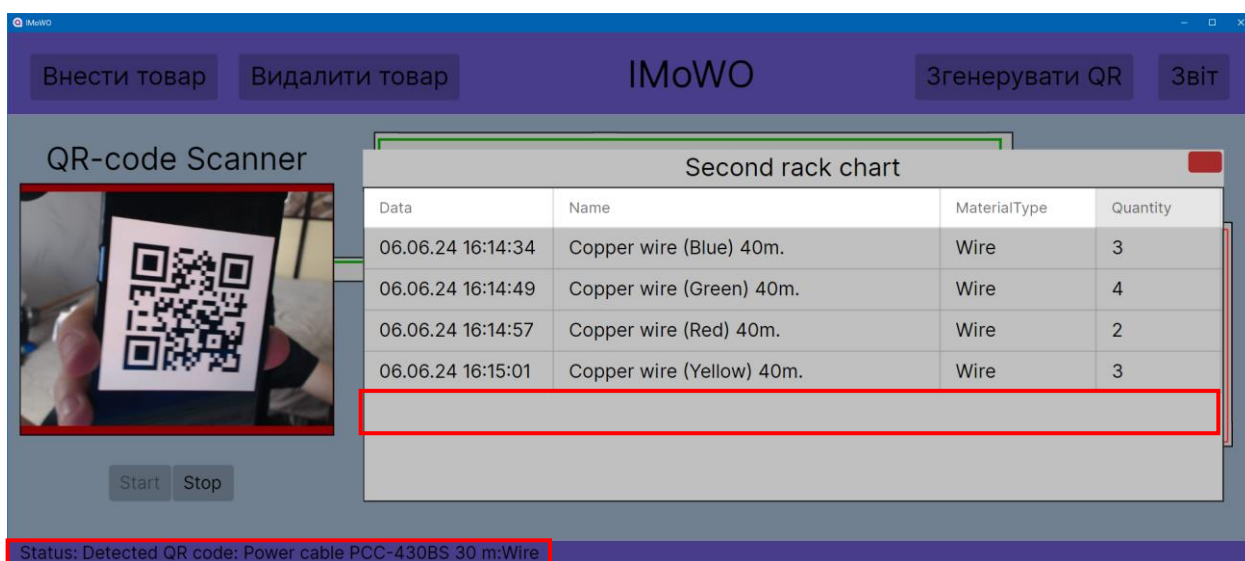 IMoWO
Внести товар Видалити товар IMoWO Згенерувати QR Звіт
QR-code Scanner
Second rack chart
Data Name MaterialType Quantity
06.06.24 16:14:34 Copper wire (Blue) 40m. Wire 3
06.06.24 16:14:49 Copper wire (Green) 40m. Wire 4
06.06.24 16:14:57 Copper wire (Red) 40m. Wire 2
06.06.24 16:15:01 Copper wire (Yellow) 40m. Wire 3
Start Stop
Status: Detected QR code: Power cable PCC-430BS 30 m:Wire